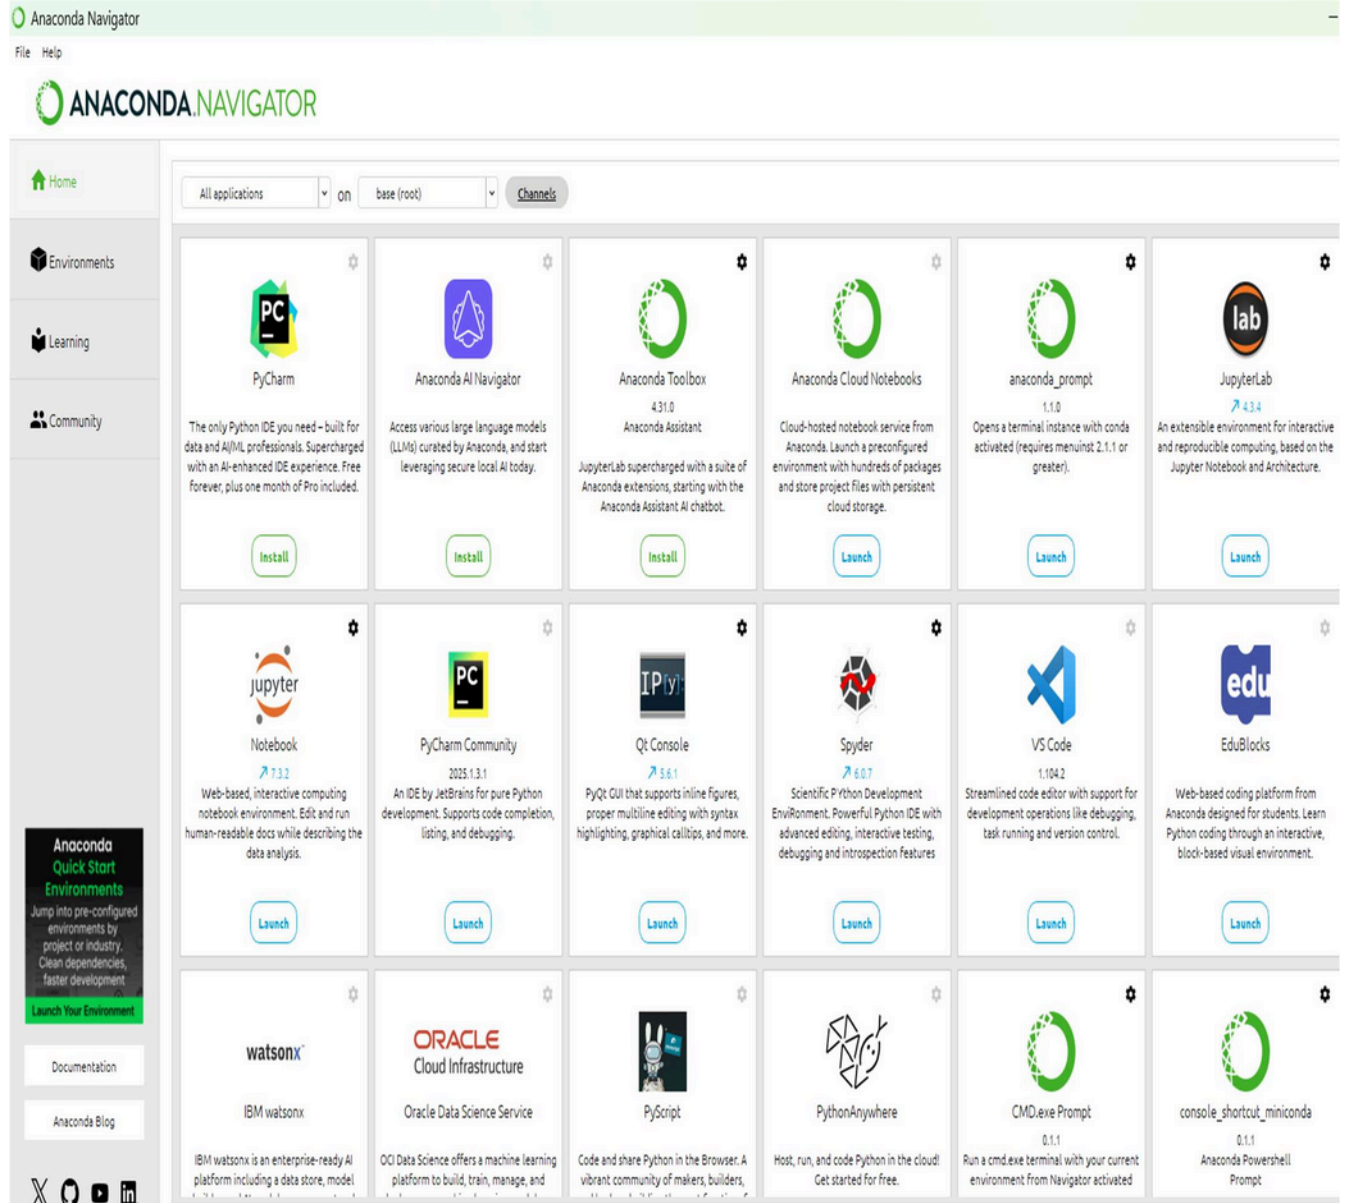 Anaconda Navigator
File Help
ANACONDA.NAVIGATOR
Home
Environments
Learning
Community
All applications on base (root) Channels
PC
PyCharm
The only Python IDE you need – built for
data and AI/ML professionals. Supercharged
with an AI-enhanced IDE experience. Free
forever, plus one month of Pro included.
Install
Anaconda AI Navigator
Access various large language models
(LLMs) curated by Anaconda, and start
leveraging secure local AI today.
Install
Anaconda Toolbox
4.31.0
Anaconda Assistant
JupyterLab supercharged with a suite of
Anaconda extensions, starting with the
Anaconda Assistant AI chatbot.
Install
Anaconda Cloud Notebooks
Cloud-hosted notebook service from
Anaconda. Launch a preconfigured
environment with hundreds of packages
and store project files with persistent
cloud storage.
Launch
anaconda_prompt
1.1.0
Opens a terminal instance with conda
activated (requires menuinst 2.1.1 or
greater).
Launch
lab
JupyterLab
4.3.4
An extensible environment for interactive
and reproducible computing, based on the
Jupyter Notebook and Architecture.
Launch
jupyter
Notebook
7.3.2
Web-based, interactive computing
notebook environment. Edit and run
human-readable docs while describing the
data analysis.
Launch
PC
PyCharm Community
2025.1.3.1
An IDE by JetBrains for pure Python
development. Supports code completion,
listing, and debugging.
Launch
IP[y]:
Qt Console
5.6.1
PyQt GUI that supports inline figures,
proper multiline editing with syntax
highlighting, graphical calltips, and more.
Launch
Spyder
6.0.7
Scientific PYthon Development
EnviRonment. Powerful Python IDE with
advanced editing, interactive testing,
debugging and introspection features
Launch
VS Code
1.104.2
Streamlined code editor with support for
development operations like debugging,
task running and version control.
Launch
edu
EduBlocks
Web-based coding platform from
Anaconda designed for students. Learn
Python coding through an interactive,
block-based visual environment.
Launch
Anaconda
Quick Start
Environments
Jump into pre-configured
environments by
project or industry.
Clean dependencies,
faster development
Launch Your Environment
Documentation
Anaconda Blog
watsonx
IBM watsonx
IBM watsonx is an enterprise-ready AI
platform including a data store, model
ORACLE
Cloud Infrastructure
Oracle Data Science Service
OCI Data Science offers a machine learning
platform to build, train, manage, and
PyScript
Code and share Python in the Browser. A
vibrant community of makers, builders,
PythonAnywhere
Host, run, and code Python in the cloud!
Get started for free.
CMD.exe Prompt
0.1.1
Run a cmd.exe terminal with your current
environment from Navigator activated
console_shortcut_miniconda
0.1.1
Anaconda Powershell
Prompt